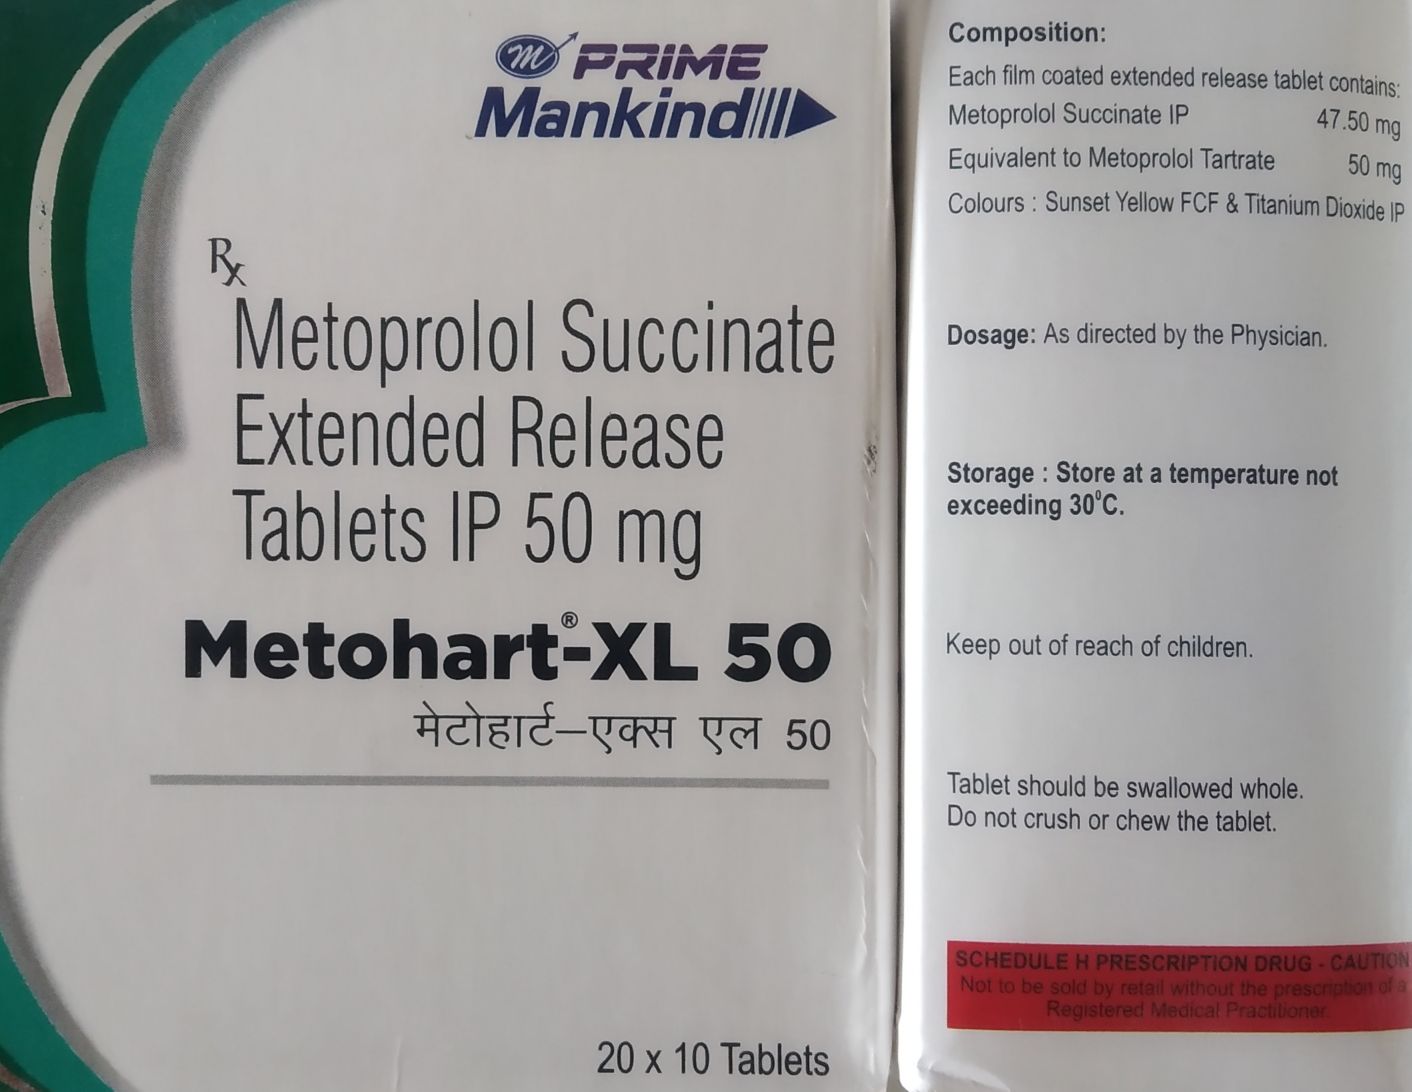 m PRIME
Mankind
Rx
Metoprolol Succinate
Extended Release
Tablets IP 50 mg
Metohart®-XL 50
मेटोहार्ट–एक्स एल 50
20 x 10 Tablets
Composition:
Each film coated extended release tablet contains:
Metoprolol Succinate IP 47.50 mg
Equivalent to Metoprolol Tartrate 50 mg
Colours : Sunset Yellow FCF & Titanium Dioxide IP
Dosage: As directed by the Physician.
Storage : Store at a temperature not
exceeding 30⁰C.
Keep out of reach of children.
Tablet should be swallowed whole.
Do not crush or chew the tablet.
SCHEDULE H PRESCRIPTION DRUG - CAUTION
Not to be sold by retail without the prescription of a
Registered Medical Practitioner.